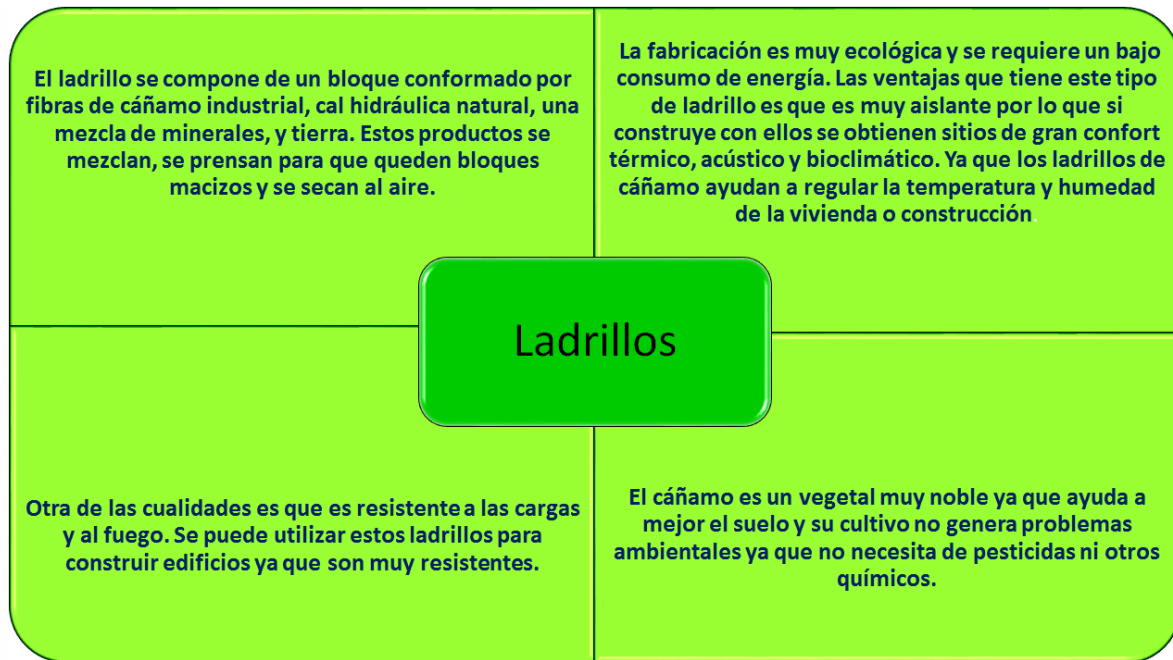 El ladrillo se compone de un bloque conformado por
fibras de cáñamo industrial, cal hidráulica natural, una
mezcla de minerales, y tierra. Estos productos se
mezclan, se prensan para que queden bloques
macizos y se secan al aire.
La fabricación es muy ecológica y se requiere un bajo
consumo de energía. Las ventajas que tiene este tipo
de ladrillo es que es muy aislante por lo que si
construye con ellos se obtienen sitios de gran confort
térmico, acústico y bioclimático. Ya que los ladrillos de
cáñamo ayudan a regular la temperatura y humedad
de la vivienda o construcción.
Ladrillos
Otra de las cualidades es que es resistente a las cargas
y al fuego. Se puede utilizar estos ladrillos para
construir edificios ya que son muy resistentes.
El cáñamo es un vegetal muy noble ya que ayuda a
mejor el suelo y su cultivo no genera problemas
ambientales ya que no necesita de pesticidas ni otros
químicos.